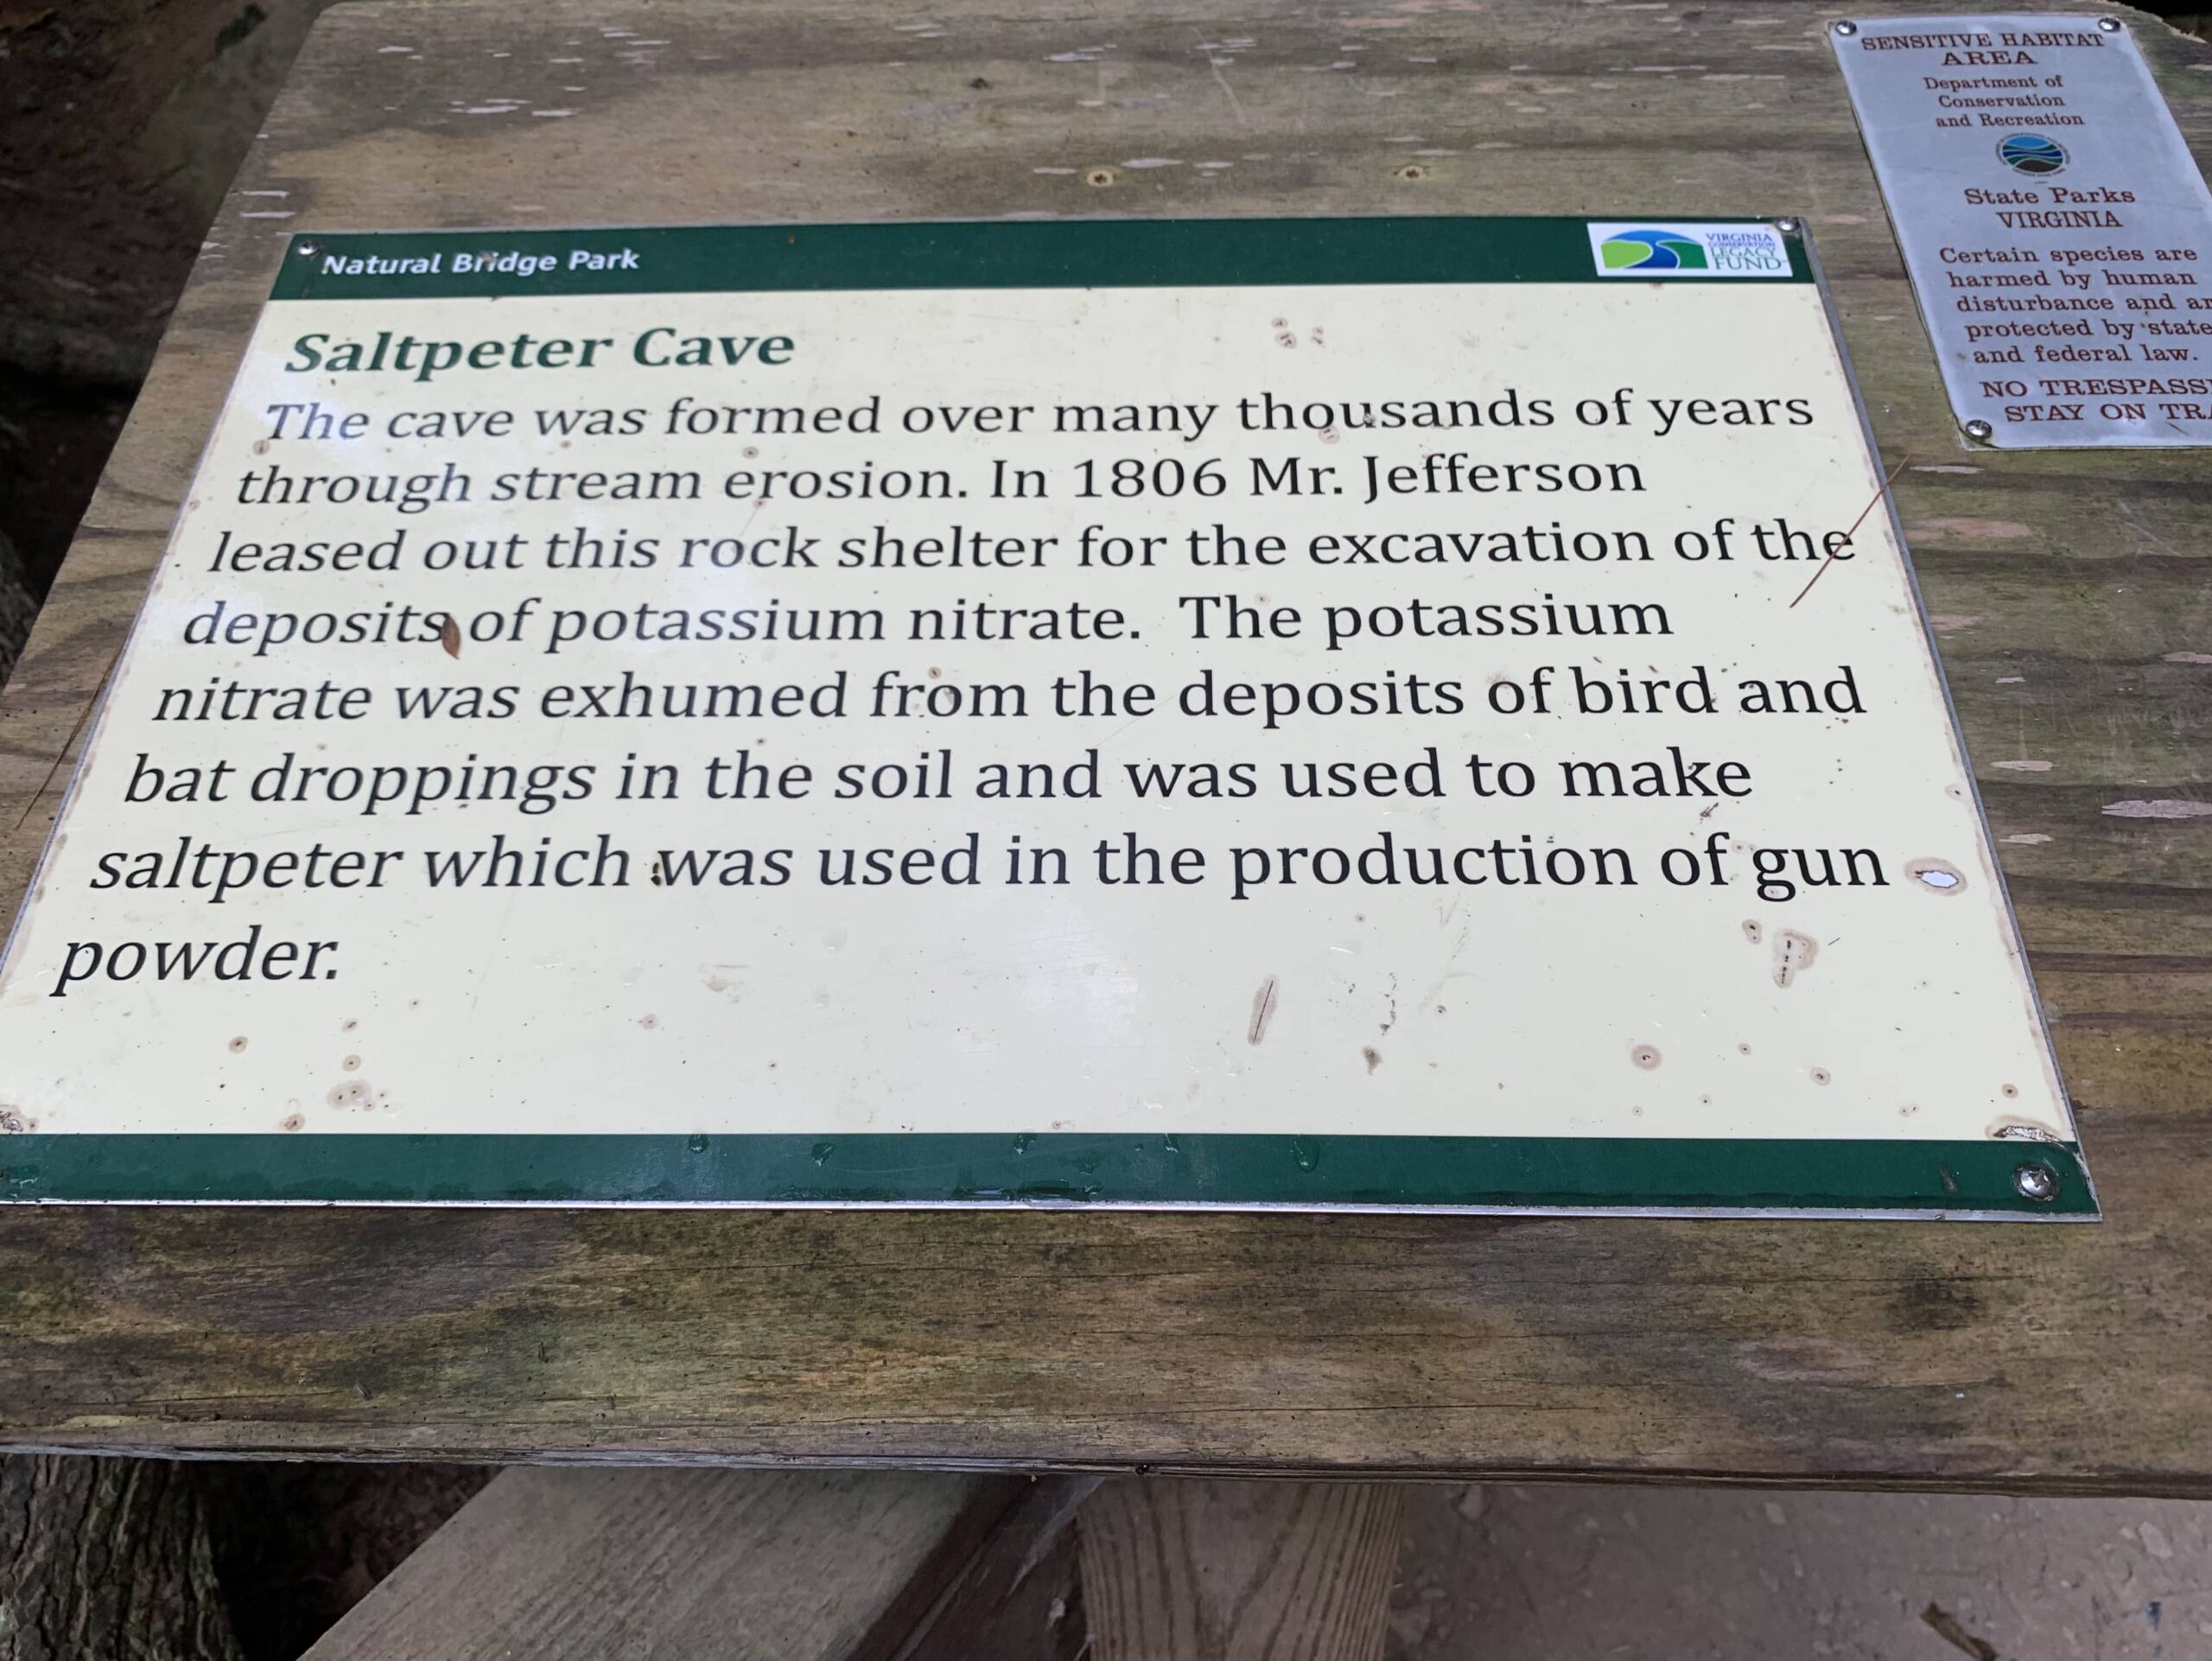 Natural Bridge Park
VIRGINIA
CONSERVATION
LEGACY
FUND
Saltpeter Cave
The cave was formed over many thousands of years
through stream erosion. In 1806 Mr. Jefferson
leased out this rock shelter for the excavation of the
deposits of potassium nitrate. The potassium
nitrate was exhumed from the deposits of bird and
bat droppings in the soil and was used to make
saltpeter which was used in the production of gun
powder.
SENSITIVE HABITAT
AREA
Department of
Conservation
and Recreation
State Parks
VIRGINIA
Certain species are
harmed by human
disturbance and
protected by state
and federal law.
NO
STAY ON